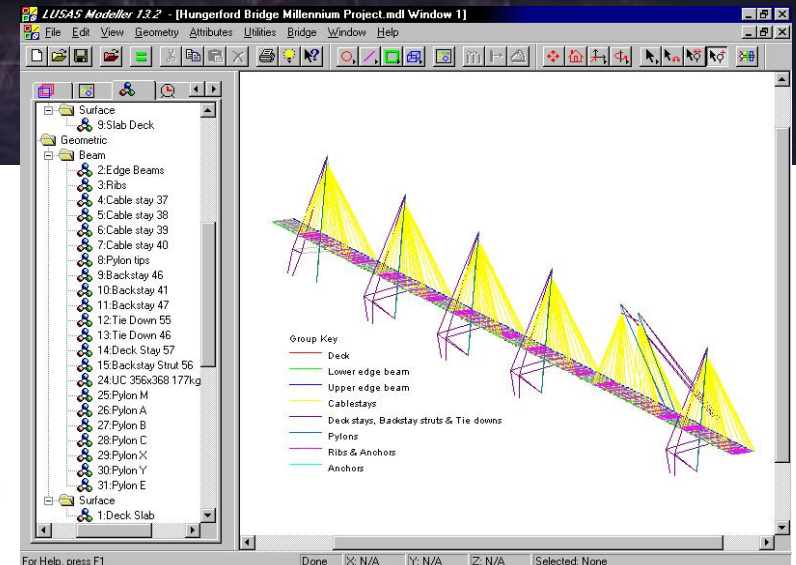 LUSAS Modeller 13.2 - [Hungerford Bridge Millennium Project.mdl Window 1]
File Edit View Geometry Attributes Utilities Bridge Window Help
Surface
9:Slab Deck
Geometric
Beam
2:Edge Beams
3:Ribs
4:Cable stay 37
5:Cable stay 38
6:Cable stay 39
7:Cable stay 40
8:Pylon tips
9:Backstay 46
10:Backstay 41
11:Backstay 47
12:Tie Down 55
13:Tie Down 46
14:Deck Stay 57
15:Backstay Strut 56
24:UC 356x368 177kg
25:Pylon M
26:Pylon A
27:Pylon B
28:Pylon C
29:Pylon X
30:Pylon Y
31:Pylon E
Surface
1:Deck Slab
Group Key
Deck
Lower edge beam
Upper edge beam
Cablestays
Deck stays, Backstay struts & Tie downs
Pylons
Ribs & Anchors
Anchors
For Help, press F1 Done X: N/A Y: N/A Z: N/A Selected: None